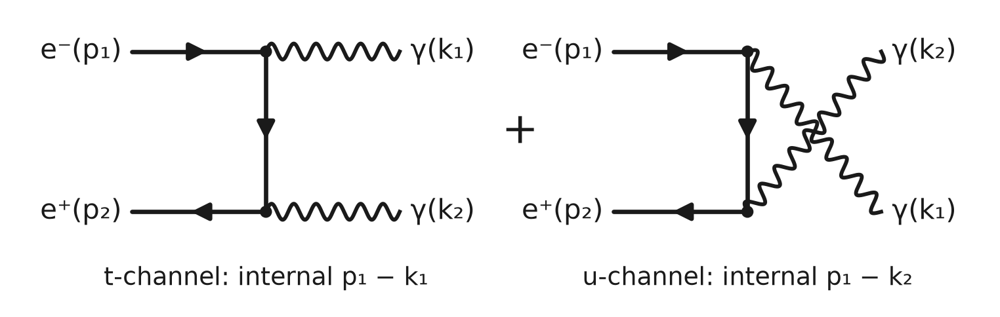 e⁻(p₁) γ(k₁) e⁻(p₁) γ(k₂)
+
e⁺(p₂) γ(k₂) e⁺(p₂) γ(k₁)
t-channel: internal p₁ − k₁ u-channel: internal p₁ − k₂